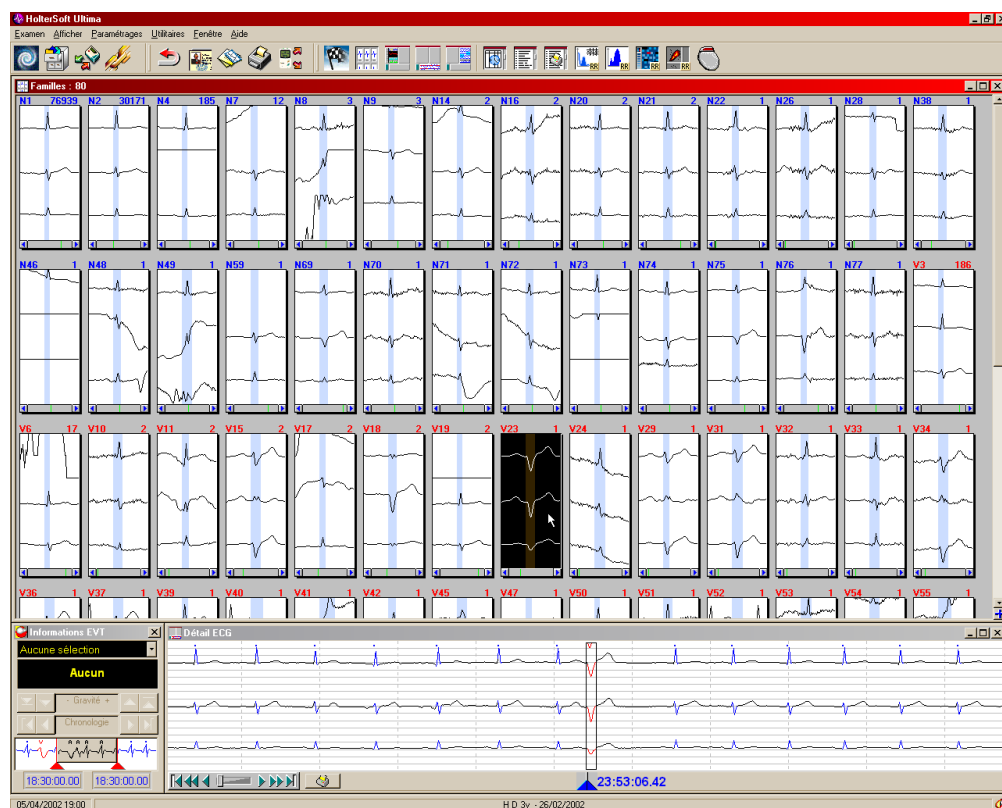 HolterSoft Ultima
Examen Afficher Paramétrages Utilitaires Fenêtre Aide
RR RR RR RR
Familles : 80
N1 76939 N2 30171 N4 185 N7 12 N8 3 N9 3 N14 2 N16 2 N20 2 N21 2 N22 1 N26 1 N28 1 N38 1
N46 1 N48 1 N49 1 N59 1 N69 1 N70 1 N71 1 N72 1 N73 1 N74 1 N75 1 N76 1 N77 1 V3 186
V6 17 V10 2 V11 2 V15 2 V17 2 V18 2 V19 2 V23 1 V24 1 V29 1 V31 1 V32 1 V33 1 V34 1
V36 1 V37 1 V39 1 V40 1 V41 1 V42 1 V45 1 V47 1 V50 1 V51 1 V52 1 V53 1 V54 1 V55 1
Informations EVT
Aucune sélection
Aucun
- Gravité +
Chronologie
V A A A A
18:30:00.00 18:30:00.00
Détail ECG
V
23:53:06.42
05/04/2002 19:00 H D 3v - 26/02/2002